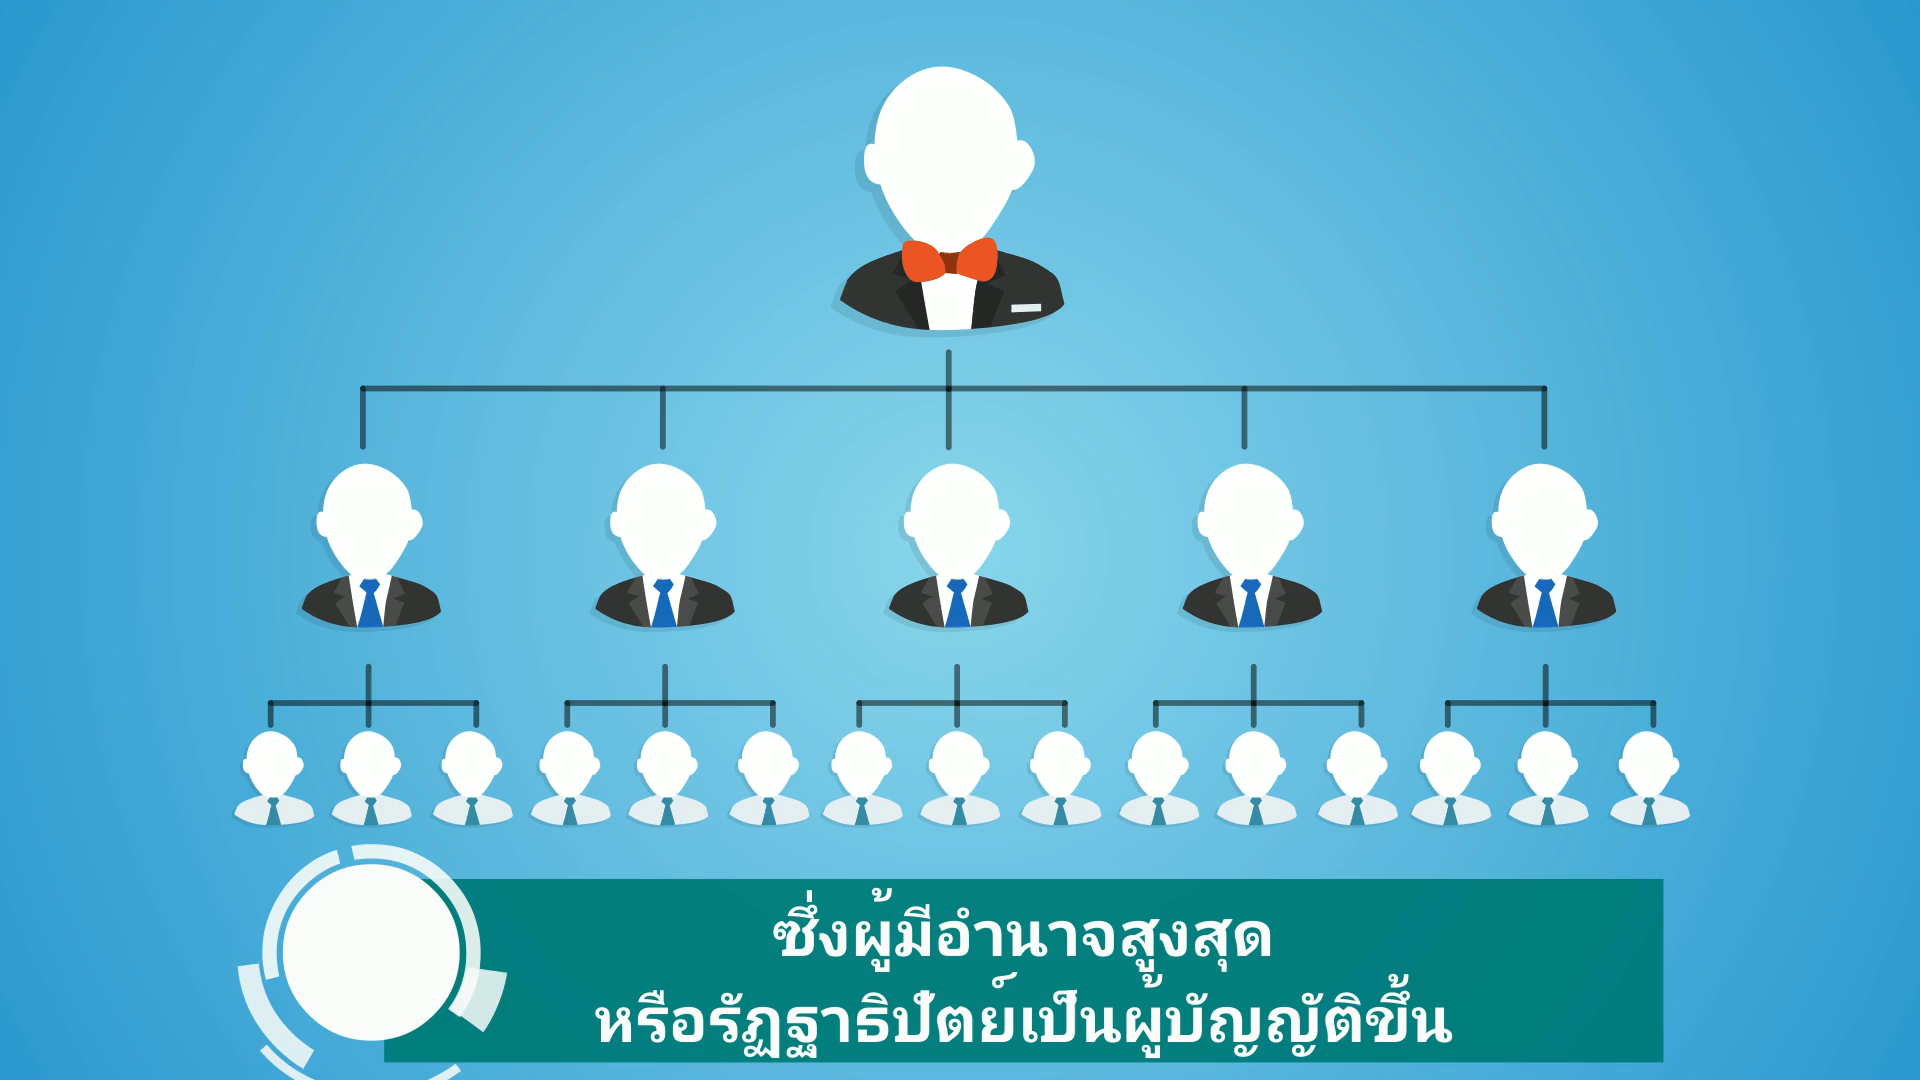 ซึ่งผู้มีอำนาจสูงสุด
หรือรัฏฐาธิปัตย์เป็นผู้บัญญัติขึ้น